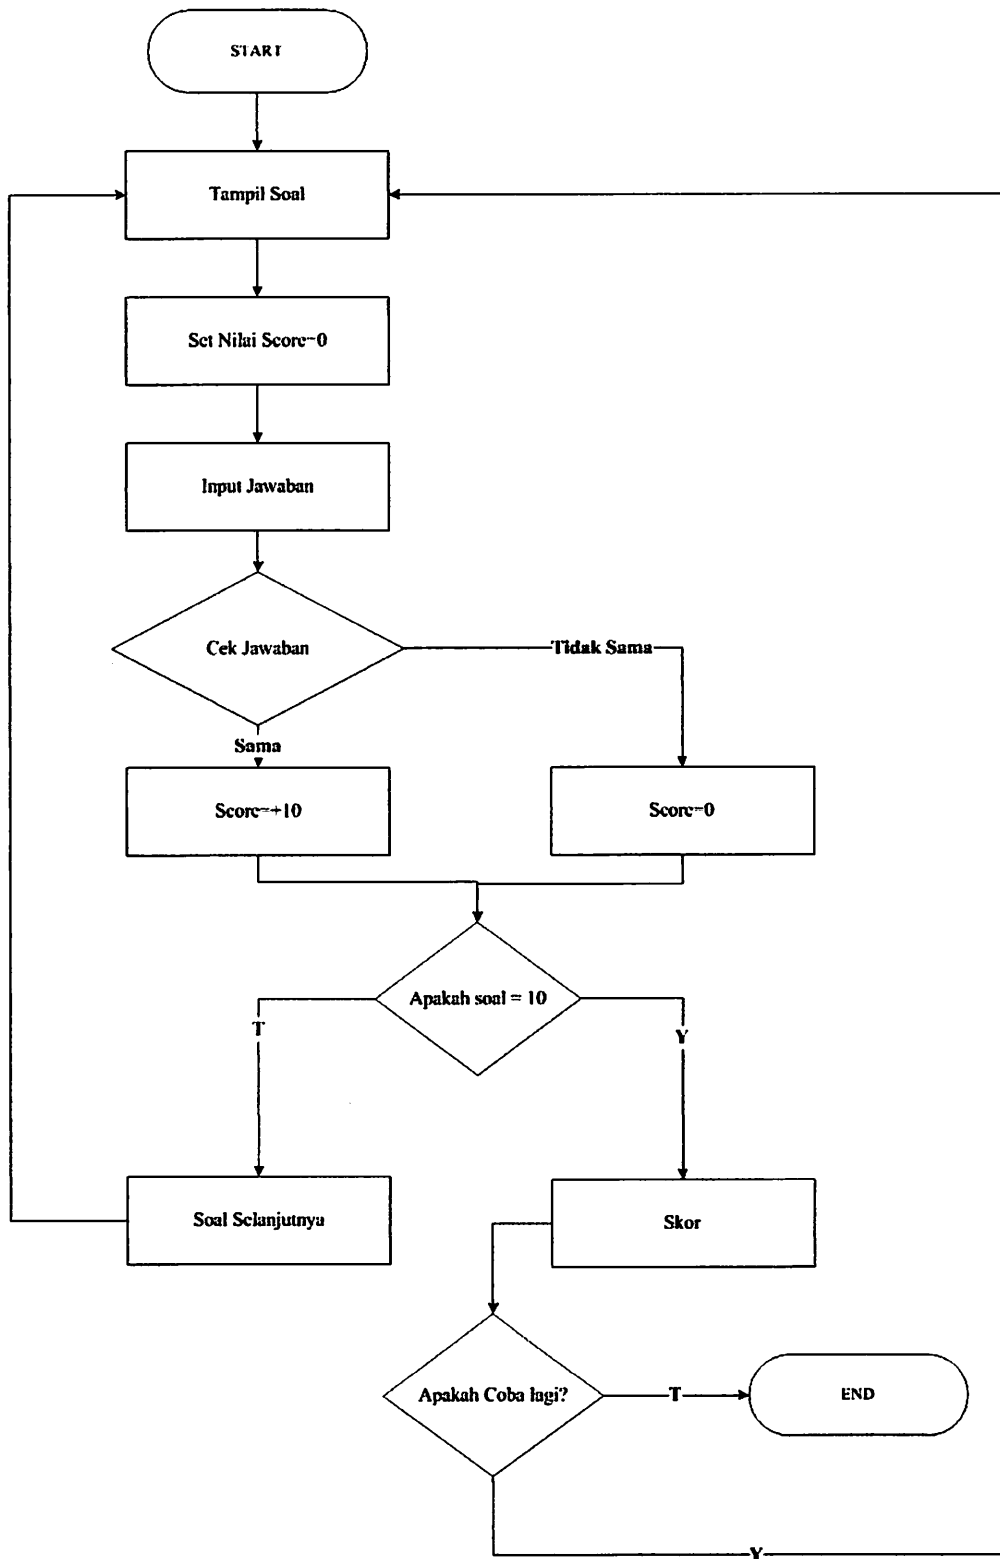 START
Tampil Soal
Set Nilai Score=0
Input Jawaban
Cek Jawaban
Tidak Sama
Sama
Score=+10
Score=0
Apakah soal = 10
T
Y
Soal Selanjutnya
Skor
Apakah Coba lagi?
T
END
Y